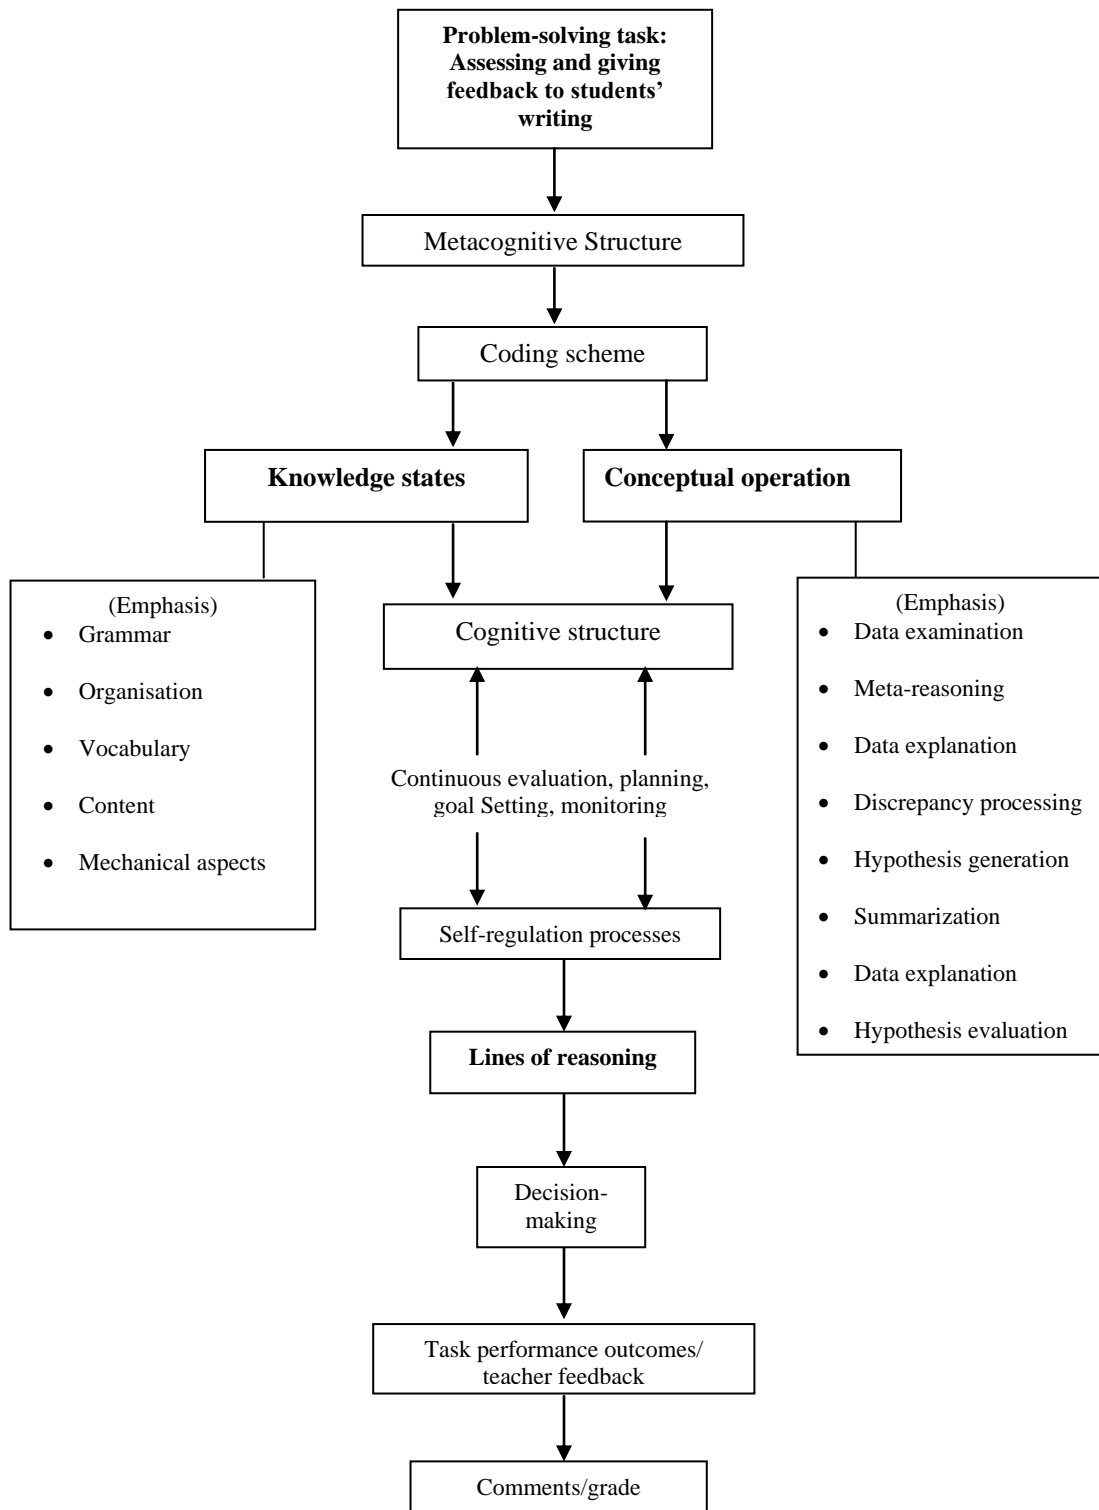 Problem-solving task:
Assessing and giving
feedback to students’
writing
Metacognitive Structure
Coding scheme
Knowledge states
Conceptual operation
(Emphasis)
• Grammar
• Organisation
• Vocabulary
• Content
• Mechanical aspects
Cognitive structure
(Emphasis)
• Data examination
• Meta-reasoning
• Data explanation
• Discrepancy processing
• Hypothesis generation
• Summarization
• Data explanation
• Hypothesis evaluation
Continuous evaluation, planning,
goal Setting, monitoring
Self-regulation processes
Lines of reasoning
Decision-
making
Task performance outcomes/
teacher feedback
Comments/grade